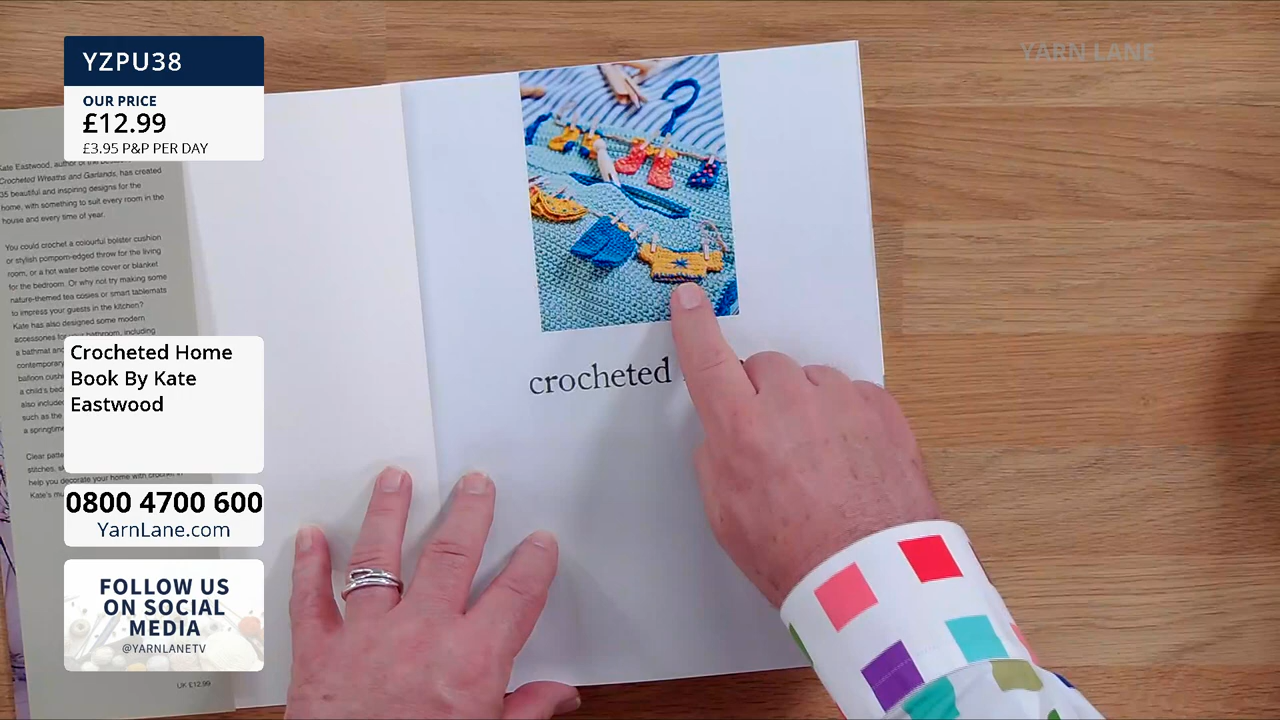 YZPU38
OUR PRICE
£12.99
£3.95 P&P PER DAY
YARN LANE
Kate Eastwood, author of the
Crocheted Wreaths and Garlands, has created
35 beautiful and inspiring designs for the
home, with something to suit every room in the
house and every time of year.
You could crochet a colourful bolster cushion
or stylish pompom-edged throw for the living
room, or a hot water bottle cover or blanket
for the bedroom. Or why not try making some
nature-themed tea cosies or smart tablemats
to impress your guests in the kitchen?
Kate has also designed some modern
accessories for your bathroom, including
a bathmat and
contemporary
balloon cush
a child's bed
also include
such as the
a springtim
Clear patte
stitches, s
help you decorate your home with crochet in
Kate's mu
UK £12.99
crocheted
Crocheted Home
Book By Kate
Eastwood
0800 4700 600
YarnLane.com
FOLLOW US
ON SOCIAL
MEDIA
@YARNLANETV